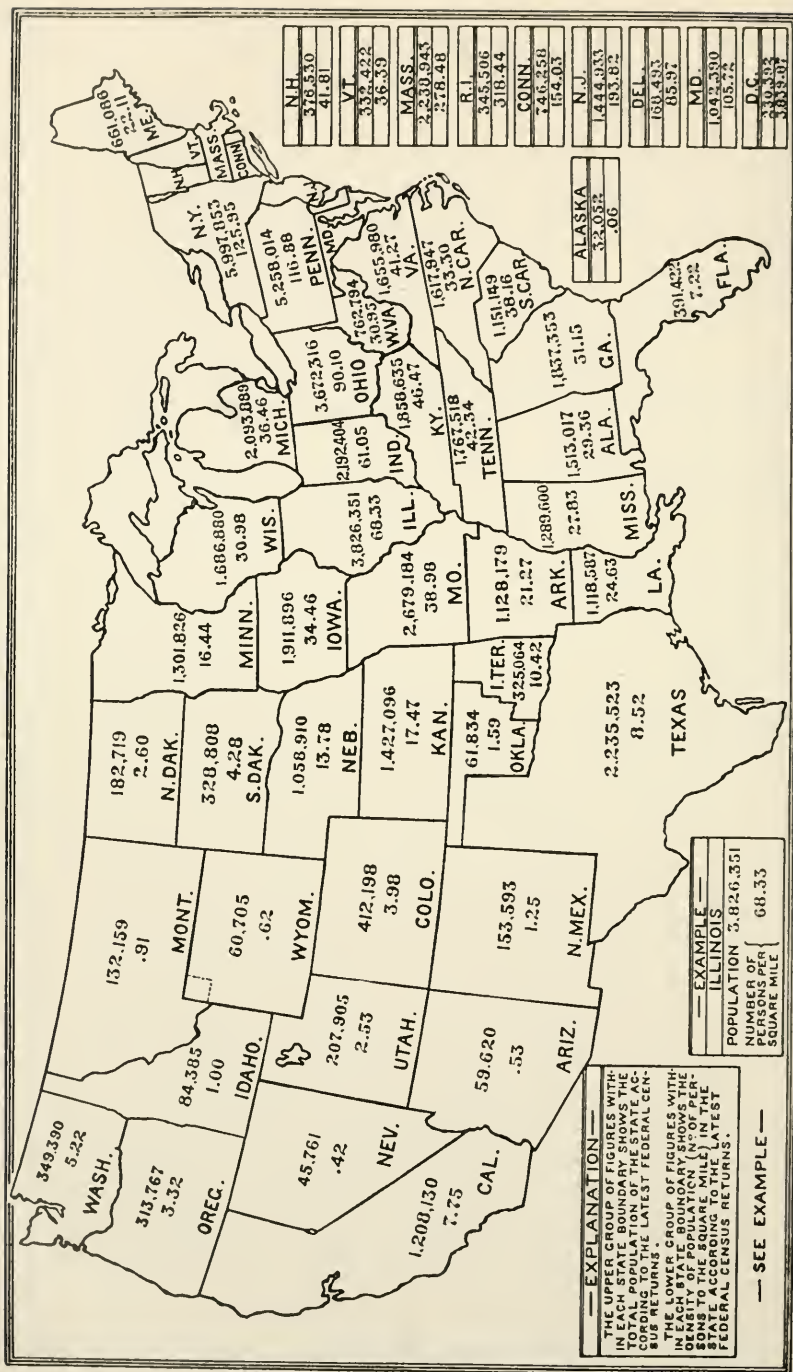 349,390
5.22
WASH.
313,767
3.32
OREG.
1,208,130
7.75
CAL.
45,761
.42
NEV.
84,385
1.00
IDAHO.
132,159
.91
MONT.
60,705
.62
WYOM.
207,905
2.53
UTAH.
412,198
3.98
COLO.
59,620
.53
ARIZ.
153,593
1.25
N.MEX.
182,719
2.60
N.DAK.
328,808
4.28
S.DAK.
1,058,910
13.78
NEB.
1,427,096
17.47
KAN.
61,834
1.59
OKLA.
I.TER.
325,064
10.42
2,235,523
8.52
TEXAS
1,301,826
16.44
MINN.
1,911,896
34.46
IOWA.
2,679,184
38.98
MO.
1,128,179
21.27
ARK.
1,118,587
24.63
LA.
1,686,880
30.98
WIS.
3,826,351
68.33
ILL.
2,093,889
36.46
MICH.
2,192,404
61.05
IND.
3,672,316
90.10
OHIO
1,858,635
46.47
KY.
1,767,518
42.34
TENN.
1,289,600
27.83
MISS.
1,513,017
29.36
ALA.
1,837,353
31.15
GA.
391,422
7.22
FLA.
1,151,149
38.16
S.CAR.
1,617,947
33.30
N.CAR.
1,655,980
41.27
VA.
762,794
30.95
W.VA.
MD.
5,258,014
116.88
PENN.
N.J.
5,997,853
125.95
N.Y.
N.H.
VT.
MASS.
CONN.
661,086
22.11
ME.
N.H.
376,530
41.81
VT.
332,422
36.39
MASS.
2,238,943
278.48
R.I.
345,506
318.44
CONN.
746,258
154.03
N.J.
1,444,933
193.82
DEL.
168,493
85.97
MD.
1,042,390
105.72
D.C.
230,392
ALASKA
32,052
.06
— EXPLANATION —
THE UPPER GROUP OF FIGURES WITH-
IN EACH STATE BOUNDARY SHOWS THE
TOTAL POPULATION OF THE STATE AC-
CORDING TO THE LATEST FEDERAL CEN-
SUS RETURNS.
THE LOWER GROUP OF FIGURES WITH-
IN EACH STATE BOUNDARY, SHOWS THE
DENSITY OF POPULATION (Nº OF PER-
SONS TO THE SQUARE MILE) IN THE
STATE ACCORDING TO THE LATEST
FEDERAL CENSUS RETURNS.
— SEE EXAMPLE —
— EXAMPLE —
ILLINOIS
POPULATION 3,826,351
NUMBER OF
PERSONS PER
SQUARE MILE
68.33